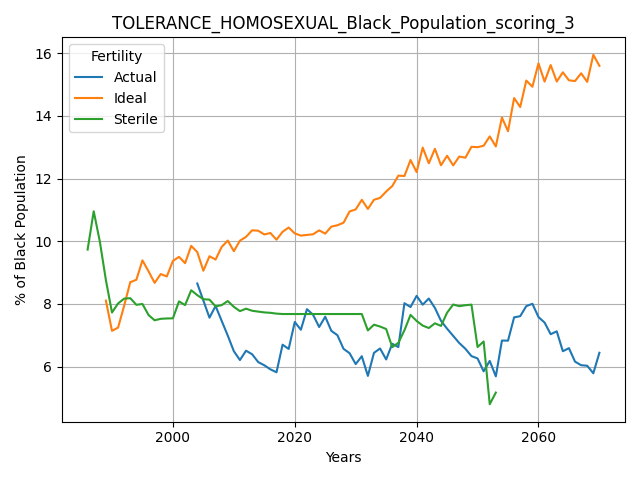 TOLERANCE_HOMOSEXUAL_Black_Population_scoring_3
Fertility
Actual
Ideal
Sterile
% of Black Population
16
14
12
10
8
6
2000
2020
2040
2060
Years